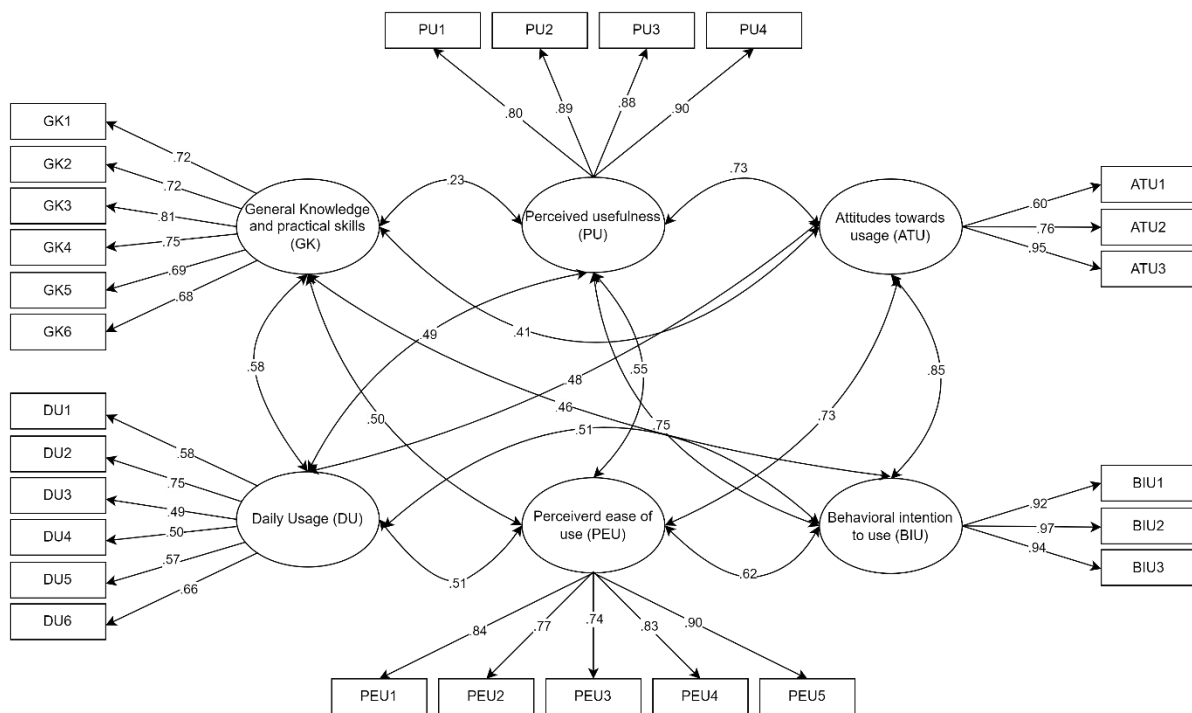 PU1
PU2
PU3
PU4
.80
.89
.88
.90
GK1
GK2
GK3
GK4
GK5
GK6
.72
.72
.81
.75
.69
.68
General Knowledge
and practical skills
(GK)
.23
Perceived usefulness
(PU)
.73
Attitudes towards
usage (ATU)
.60
.76
.95
ATU1
ATU2
ATU3
.41
.49
.58
.48
.55
.85
.50
.46
.75
.73
.51
DU1
DU2
DU3
DU4
DU5
DU6
.58
.75
.49
.50
.57
.66
Daily Usage (DU)
.51
Perceiverd ease of
use (PEU)
.62
Behavioral intention
to use (BIU)
.92
.97
.94
BIU1
BIU2
BIU3
.84
.77
.74
.83
.90
PEU1
PEU2
PEU3
PEU4
PEU5